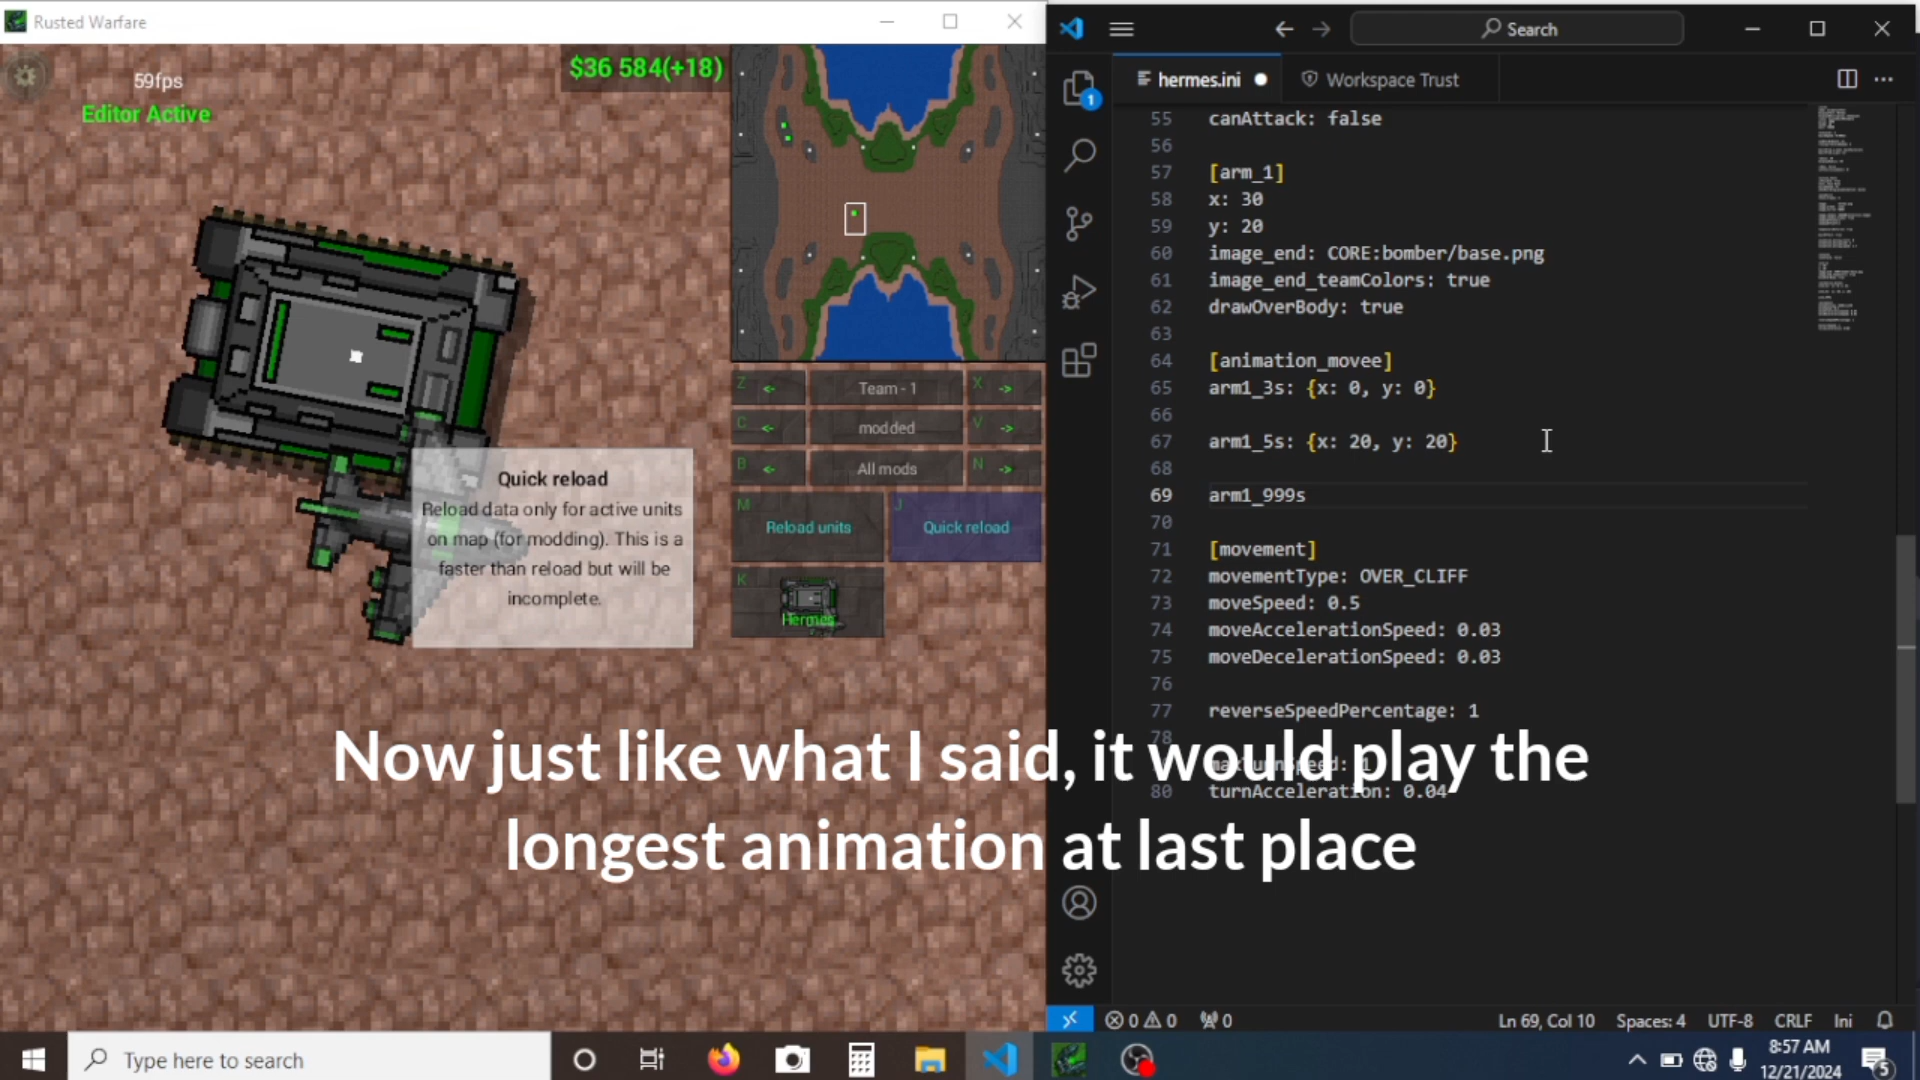 Rusted Warfare
59fps
Editor Active
$36 584(+18)
Z <- Team - 1 X ->
C <- modded V ->
B <- All mods N ->
M Reload units
J Quick reload
K Hermes
Quick reload
Reload data only for active units
on map (for modding). This is a
faster than reload but will be
incomplete.
Search
hermes.ini
Workspace Trust
1
55 canAttack: false
56
57 [arm_1]
58 x: 30
59 y: 20
60 image_end: CORE:bomber/base.png
61 image_end_teamColors: true
62 drawOverBody: true
63
64 [animation_movee]
65 arm1_3s: {x: 0, y: 0}
66
67 arm1_5s: {x: 20, y: 20}
68
69 arm1_999s
70
71 [movement]
72 movementType: OVER_CLIFF
73 moveSpeed: 0.5
74 moveAccelerationSpeed: 0.03
75 moveDecelerationSpeed: 0.03
76
77 reverseSpeedPercentage: 1
78
80 turnAcceleration: 0.04
Now just like what I said, it would play the
longest animation at last place
0 0 0
Ln 69, Col 10 Spaces: 4 UTF-8 CRLF Ini
Type here to search
8:57 AM
12/21/2024
5